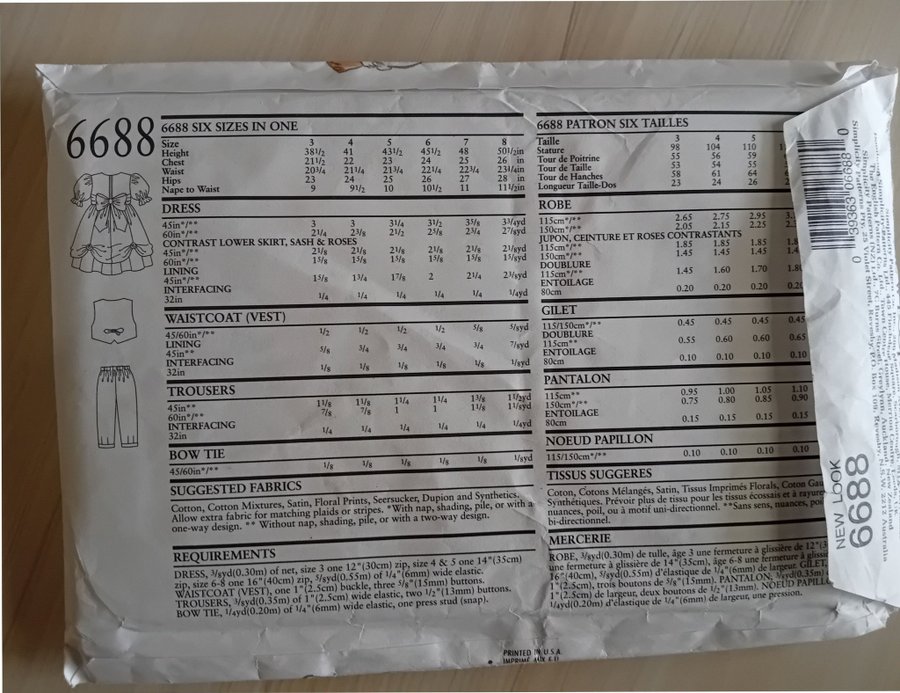 6688
6688 SIX SIZES IN ONE
Size 3 4 5 6 7 8
Height 38½ 41 43½ 45½ 48 50½in
Chest 21½ 22 23 24 25 26 in
Waist 20¾ 21¼ 21¾ 22¼ 22¾ 23¼in
Hips 23 24 25 26 27 28 in
Nape to Waist 9 9½ 10 10½ 11 11½in
DRESS
45in*/** 3 3 3¼ 3½ 3⅝ 3¾yd
60in*/** 2¼ 2⅜ 2½ 2⅝ 2¾ 2⅞yd
CONTRAST LOWER SKIRT, SASH & ROSES
45in*/** 2⅛ 2⅛ 2⅛ 2⅛ 2⅛ 2⅛yd
60in*/** 1⅝ 1⅝ 1⅝ 1⅝ 1⅝ 1⅝yd
LINING
45in*/** 1⅝ 1¾ 1⅞ 2 2¼ 2⅜yd
INTERFACING
32in ¼ ¼ ¼ ¼ ¼ ¼yd
WAISTCOAT (VEST)
45/60in*/** ½ ½ ½ ½ ⅝ ⅝yd
LINING
45in** ⅝ ¾ ¾ ¾ ¾ ⅞yd
INTERFACING
32in ⅛ ⅛ ⅛ ⅛ ⅛ ⅛yd
TROUSERS
45in** 1⅛ 1⅛ 1¼ 1¼ 1⅜ 1½yd
60in*/** ⅞ ⅞ 1 1 1⅛ 1⅛yd
INTERFACING
32in ¼ ¼ ¼ ¼ ¼ ¼yd
BOW TIE
45/60in*/** ⅛ ⅛ ⅛ ⅛ ⅛ ⅛yd
SUGGESTED FABRICS
Cotton, Cotton Mixtures, Satin, Floral Prints, Seersucker, Dupion and Synthetics.
Allow extra fabric for matching plaids or stripes. *With nap, shading, pile, or with a
one-way design. ** Without nap, shading, pile, or with a two-way design.
REQUIREMENTS
DRESS, ⅜yd(0.30m) of net, size 3 one 12"(30cm) zip, size 4 & 5 one 14"(35cm)
zip, size 6-8 one 16"(40cm) zip, ⅝yd(0.55m) of ¼"(6mm) wide elastic.
WAISTCOAT (VEST), one 1"(2.5cm) buckle, three ⅝"(15mm) buttons.
TROUSERS, ⅜yd(0.35m) of 1"(2.5cm) wide elastic, two ½"(13mm) buttons.
BOW TIE, ¼yd(0.20m) of ¼"(6mm) wide elastic, one press stud (snap).
6688 PATRON SIX TAILLES
Taille 3 4 5
Stature 98 104 110
Tour de Poitrine 55 56 59
Tour de Taille 53 54 55
Tour de Hanches 58 61 64
Longueur Taille-Dos 23 24 26
ROBE
115cm*/** 2.65 2.75 2.95
150cm*/** 2.05 2.15 2.25
JUPON, CEINTURE ET ROSES CONTRASTANTS
115cm*/** 1.85 1.85 1.85
150cm*/** 1.45 1.45 1.45
DOUBLURE
115cm*/** 1.45 1.60 1.70
ENTOILAGE
80cm 0.20 0.20 0.20
GILET
115/150cm*/** 0.45 0.45 0.45 0.45
DOUBLURE
115cm** 0.55 0.60 0.60 0.65
ENTOILAGE
80cm 0.10 0.10 0.10 0.10
PANTALON
115cm** 0.95 1.00 1.05 1.10
150cm*/** 0.75 0.80 0.85 0.90
ENTOILAGE
80cm 0.15 0.15 0.15 0.15
NOEUD PAPILLON
115/150cm*/** 0.10 0.10 0.10 0.10
TISSUS SUGGERES
Coton, Cotons Mélangés, Satin, Tissus Imprimés Florals, Coton
Synthétiques. Prévoir plus de tissu pour les tissus écossais et à
nuances, poil, ou à motif uni-directionel. **Sans sens, nuances,
bi-directionnel.
MERCERIE
ROBE, ⅜yd(0.30m) de tulle, âge 3 une fermeture à glissière de
une fermeture à glissière de 14"(35cm), âge 6-8 une fermeture à
16"(40cm), ⅝yd(0.55m) d'élastique de ¼"(6mm) de largeur. GILET,
1"(2.5cm), trois boutons de ⅝"(15mm). PANTALON,
1"(2.5cm) de largeur, deux boutons de ½"(13mm). NOEUD
¼yd(0.20m) d'élastique de ¼"(6mm) de largeur, une pression.
PRINTED IN U.S.A.
0 39363 06688 0
NEW LOOK
6688